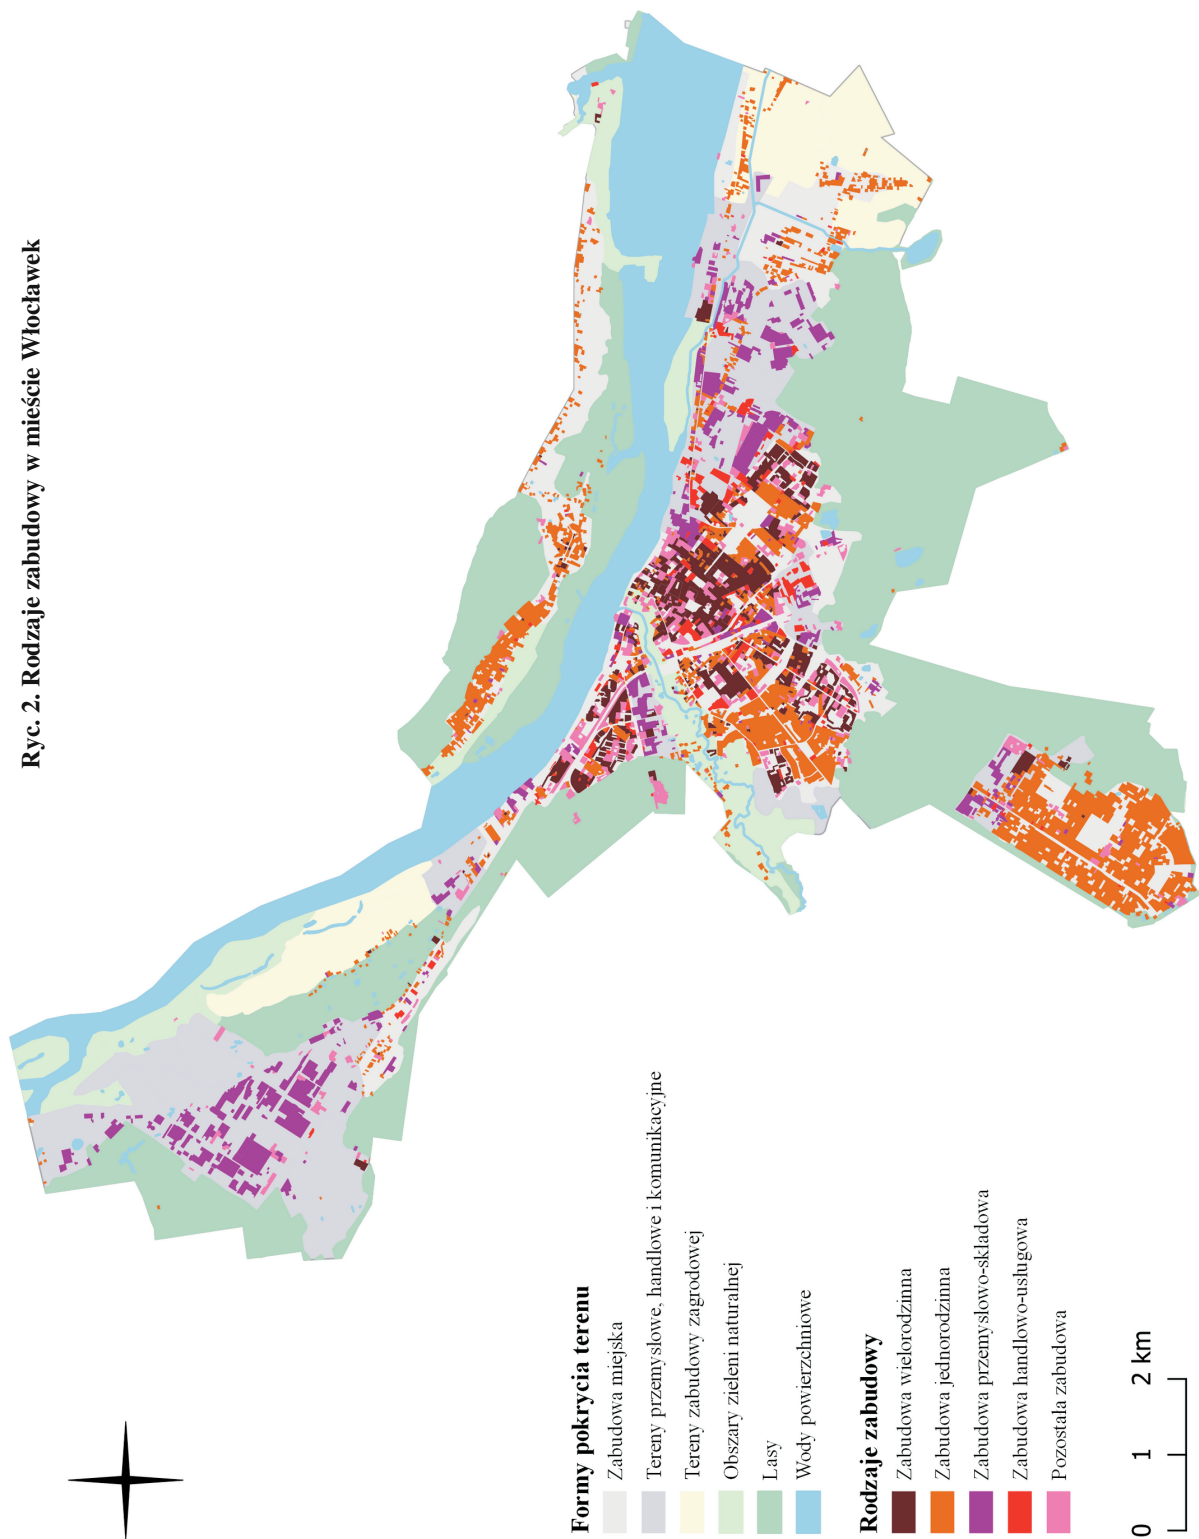 Ryc. 2. Rodzaje zabudowy w mieście Włocławek
Formy pokrycia terenu
Zabudowa miejska
Tereny przemysłowe, handlowe i komunikacyjne
Tereny zabudowy zagrodowej
Obszary zieleni naturalnej
Lasy
Wody powierzchniowe
Rodzaje zabudowy
Zabudowa wielorodzinna
Zabudowa jednorodzinna
Zabudowa przemysłowo-składowa
Zabudowa handlowo-usługowa
Pozostała zabudowa
0 1 2 km